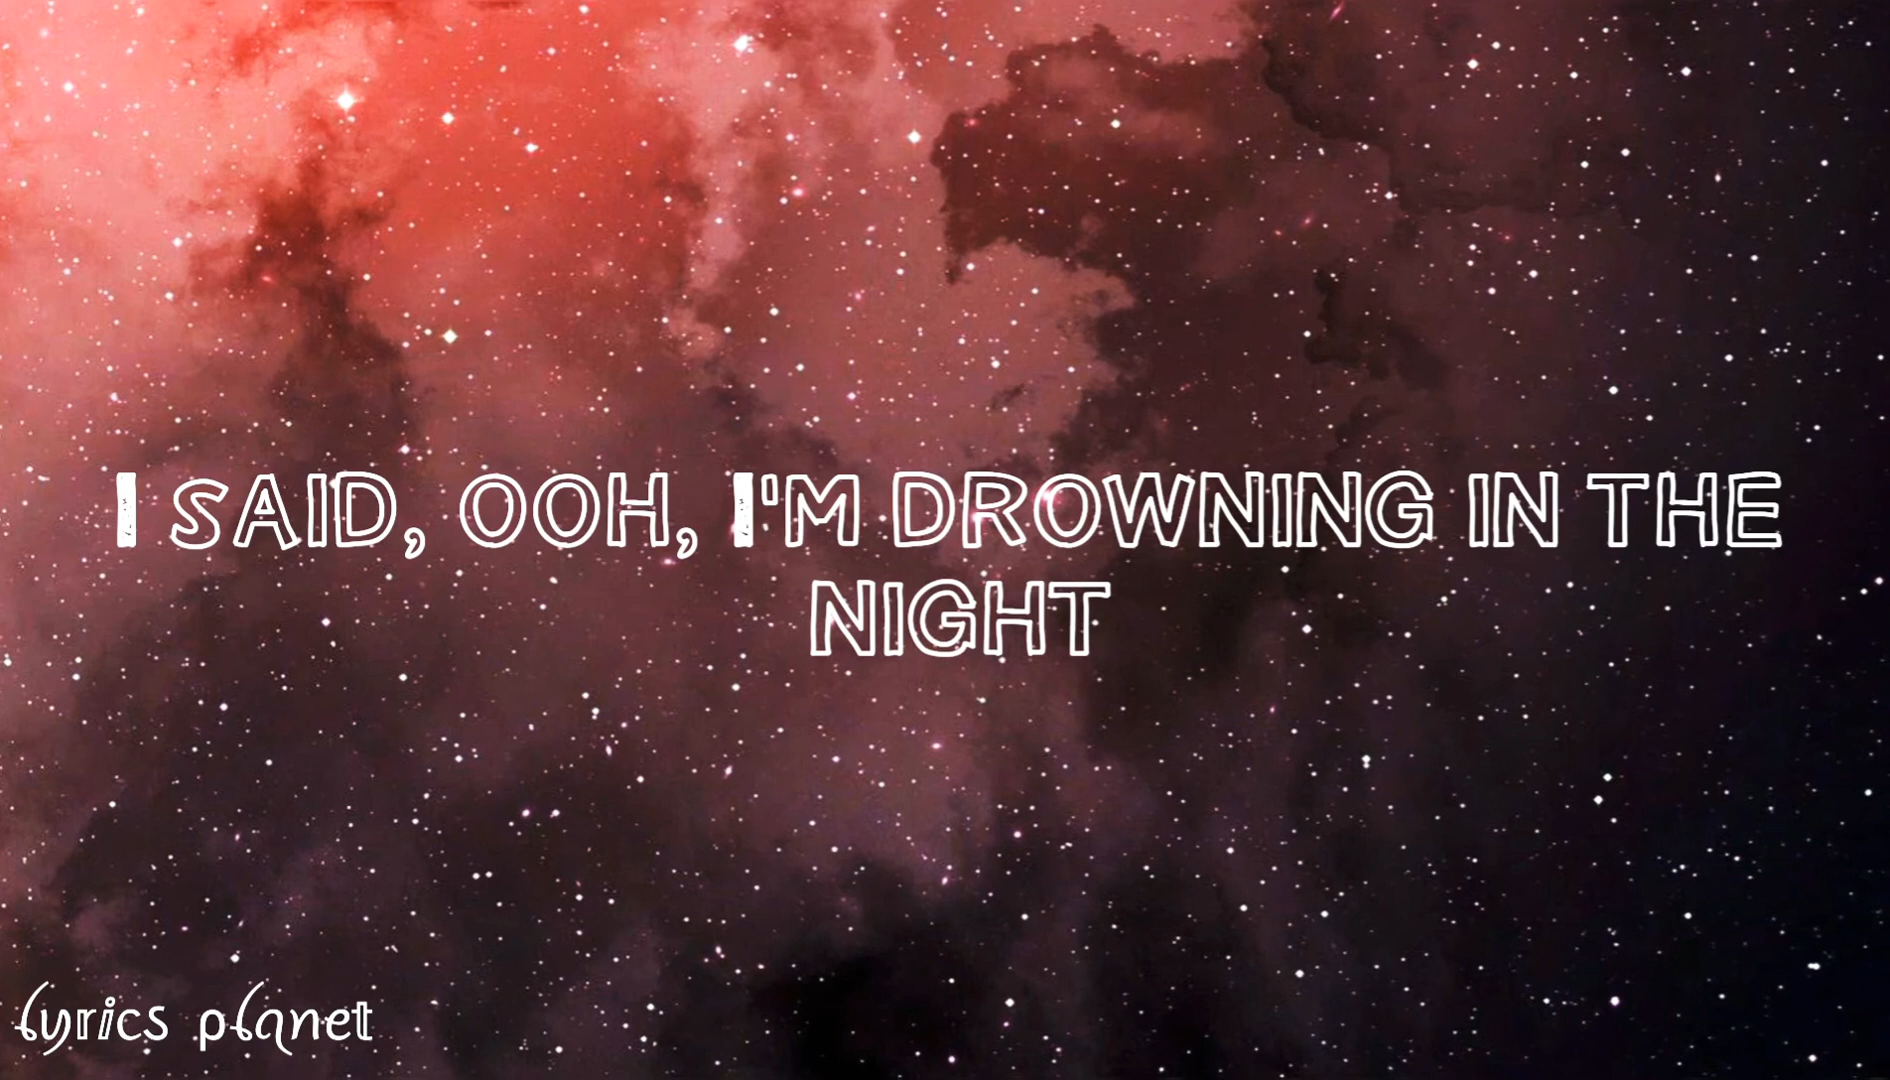 I SAID, OOH, I'M DROWNING IN THE
NIGHT
lyrics planet